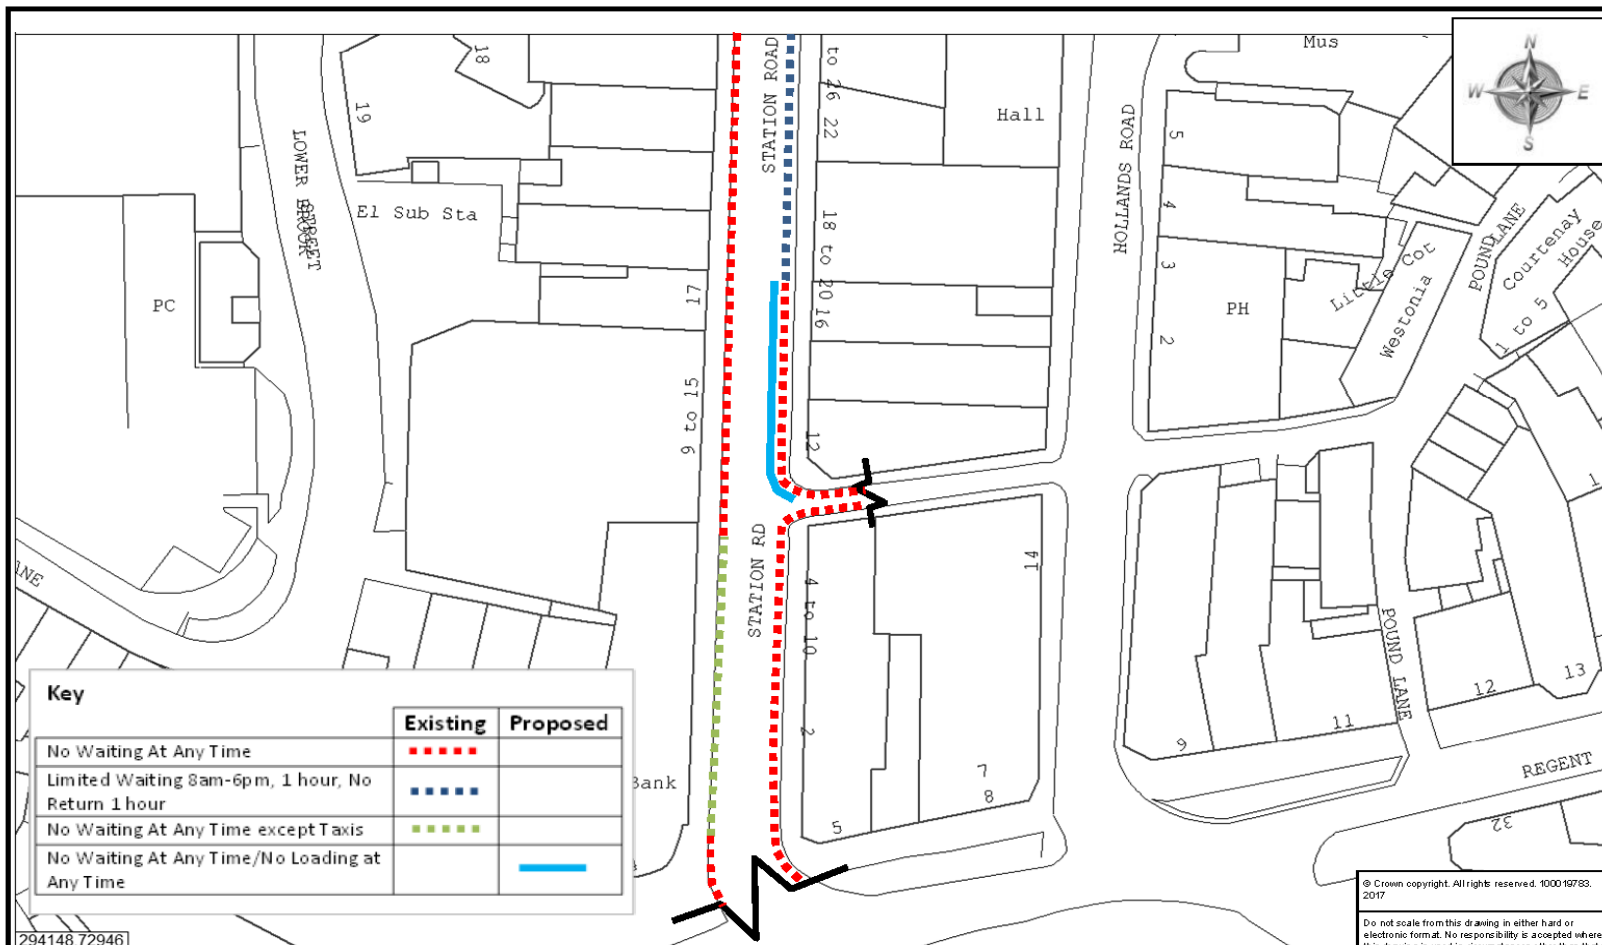 Mus
N
W E
S
18
19
STATION ROAD
to 26
22
Hall
HOLLANDS ROAD
5
4
3
2
LOWER
STREET
El Sub Sta
PC
17
18 to 20
16
9 to 15
12
PH
Little Cot
Westonia
POUND LANE
Courtenay
House
1 to 5
1
STATION RD
4 to 10
2
14
7
8
5
9
11
12
13
POUND LANE
REGENT
32
ANE
Bank
Key
Existing Proposed
No Waiting At Any Time
Limited Waiting 8am-6pm, 1 hour, No
Return 1 hour
No Waiting At Any Time except Taxis
No Waiting At Any Time/No Loading at
Any Time
294148 72946
© Crown copyright. All rights reserved. 100019783.
2017
Do not scale from this drawing in either hard or
electronic format. No responsibility is accepted where